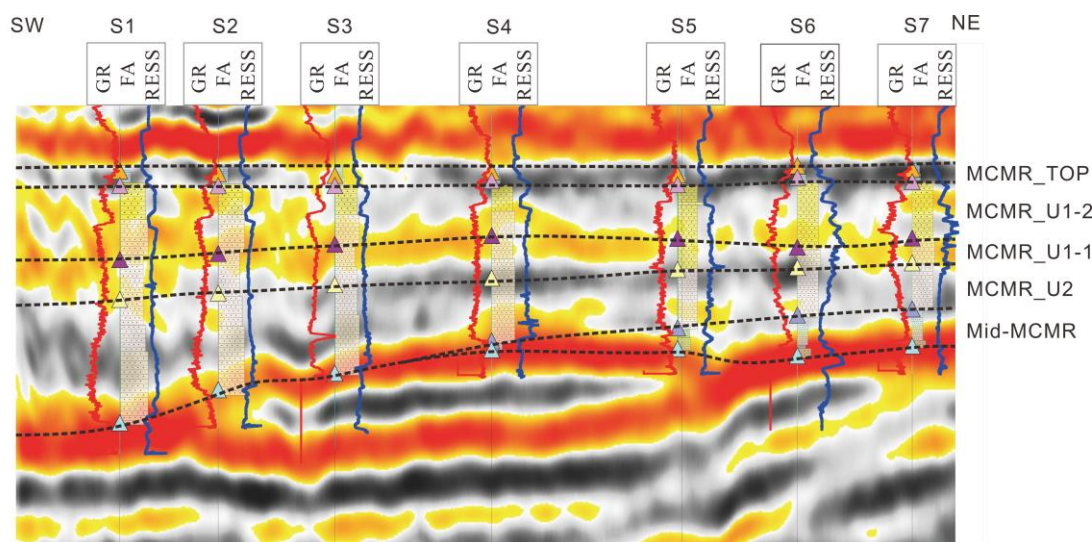 SW S1 S2 S3 S4 S5 S6 S7 NE
GR FA RESS GR FA RESS GR FA RESS GR FA RESS GR FA RESS GR FA RESS GR FA RESS
MCMR_TOP
MCMR_U1-2
MCMR_U1-1
MCMR_U2
Mid-MCMR